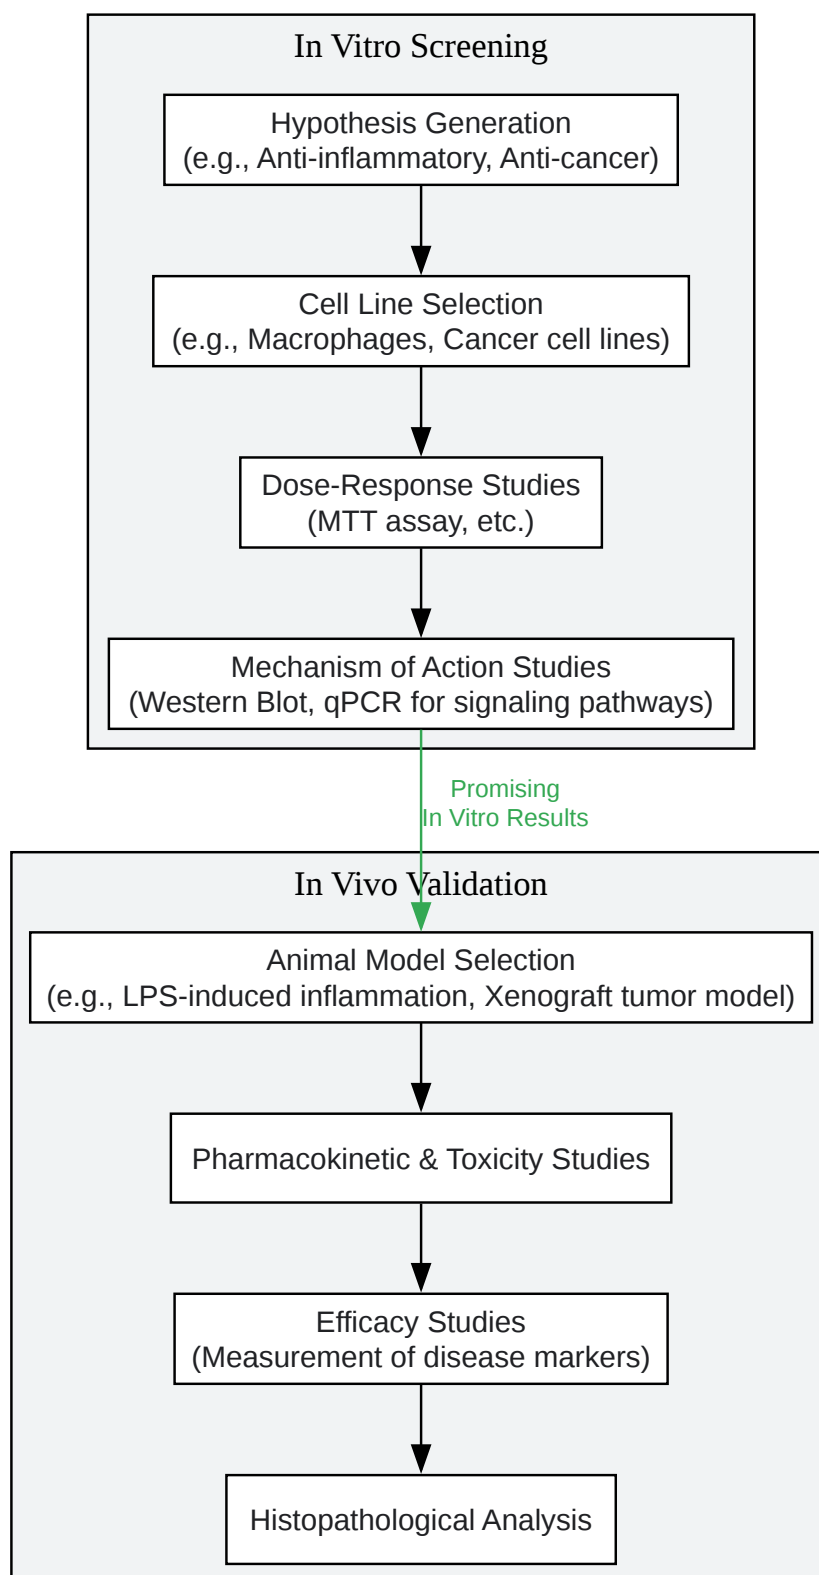 In Vitro Screening
Hypothesis Generation
(e.g., Anti-inflammatory, Anti-cancer)
Cell Line Selection
(e.g., Macrophages, Cancer cell lines)
Dose-Response Studies
(MTT assay, etc.)
Mechanism of Action Studies
(Western Blot, qPCR for signaling pathways)
Promising
In Vitro Results
In Vivo Validation
Animal Model Selection
(e.g., LPS-induced inflammation, Xenograft tumor model)
Pharmacokinetic & Toxicity Studies
Efficacy Studies
(Measurement of disease markers)
Histopathological Analysis